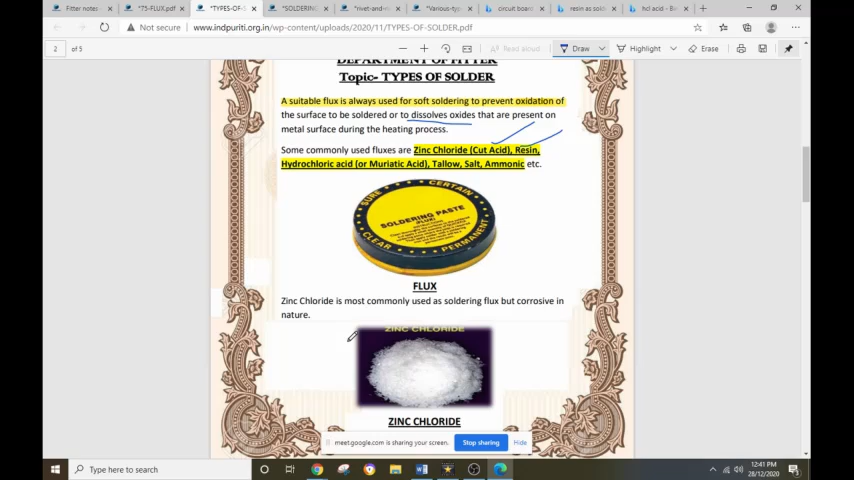 Fitter notes
*75-FLUX.pdf
*TYPES-OF-S
*SOLDERING
*rivet-and-
*Various-typ
circuit board
resin as sold
hcl acid - Bi
Not secure
www.indpuriti.org.in/wp-content/uploads/2020/11/TYPES-OF-SOLDER.pdf
2 of 5
Read aloud
Draw
Highlight
Erase
DEPARTMENT OF FITTER
Topic- TYPES OF SOLDER
A suitable flux is always used for soft soldering to prevent oxidation of
the surface to be soldered or to dissolves oxides that are present on
metal surface during the heating process.
Some commonly used fluxes are Zinc Chloride (Cut Acid), Resin,
Hydrochloric acid (or Muriatic Acid), Tallow, Salt, Ammonic etc.
SURE
CERTAIN
SOLDERING PASTE
(FLUX)
CLEAR
PERMANENT
FLUX
Zinc Chloride is most commonly used as soldering flux but corrosive in
nature.
ZINC CHLORIDE
ZINC CHLORIDE
meet.google.com is sharing your screen.
Stop sharing
Hide
Type here to search
12:41 PM
28/12/2020